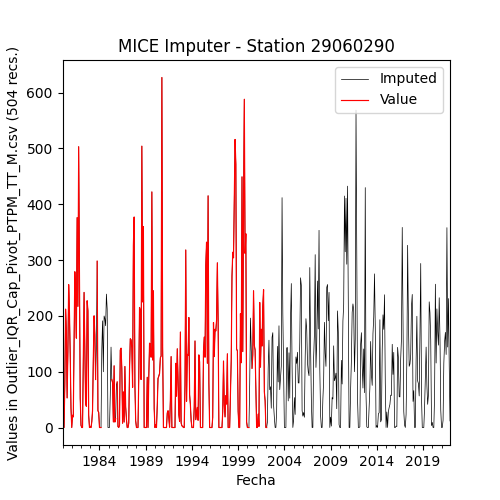 MICE Imputer - Station 29060290
Values in Outlier_IQR_Cap_Pivot_PTPM_TT_M.csv (504 recs.)
600
500
400
300
200
100
0
Imputed
Value
1984 1989 1994 1999 2004 2009 2014 2019
Fecha